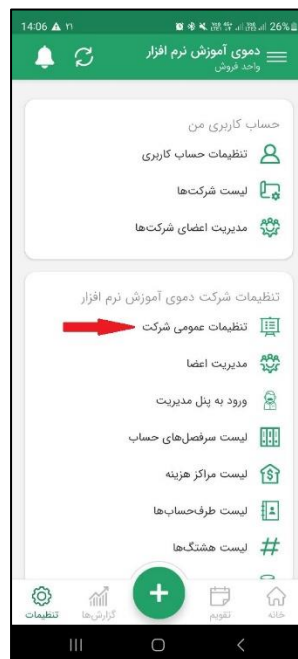 14:06 26%
دموی آموزش نرم افزار
واحد فروش
حساب کاربری من
تنظیمات حساب کاربری
لیست شرکت‌ها
مدیریت اعضای شرکت‌ها
تنظیمات شرکت دموی آموزش نرم افزار
تنظیمات عمومی شرکت
مدیریت اعضا
ورود به پنل مدیریت
لیست سرفصل‌های حساب
لیست مراکز هزینه
لیست طرف‌حساب‌ها
لیست هشتگ‌ها
خانه
تقویم
گزارش‌ها
تنظیمات